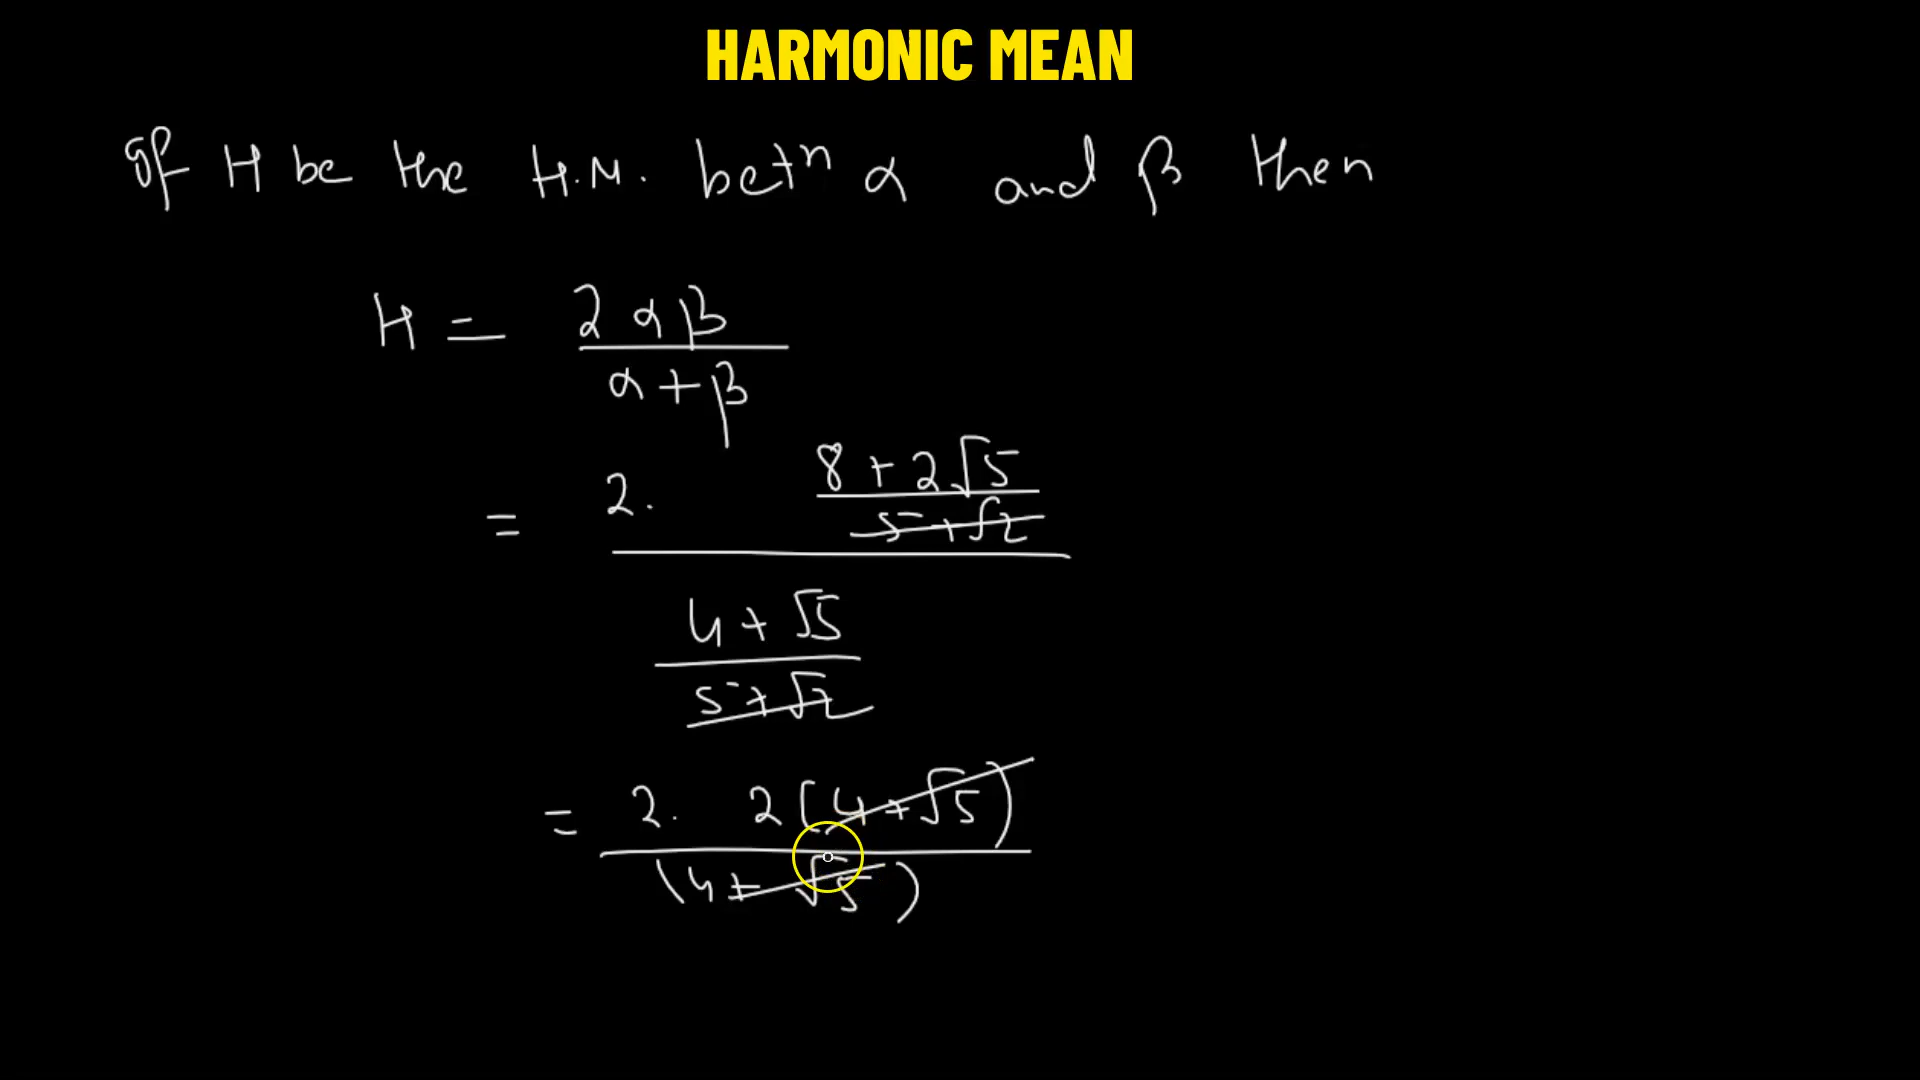 HARMONIC MEAN
If H be the H.M. betⁿ α and β then
H = 2αβ / α+β
= 2. (8+2√5 / 5+√2) / (4+√5 / 5+√2)
= 2. 2(4+√5) / (4+√5)